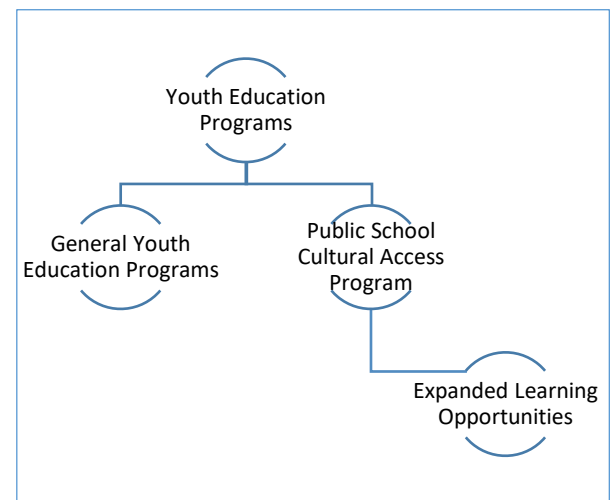 Youth Education
Programs
General Youth
Education Programs
Public School
Cultural Access
Program
Expanded Learning
Opportunities